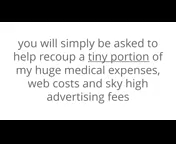 you will simply be asked to
help recoup a tiny portion of
my huge medical expenses,
web costs and sky high
advertising fees